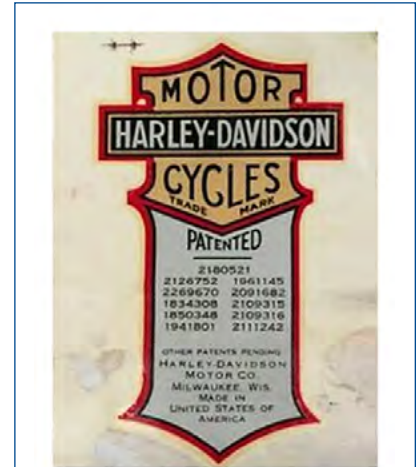 MOTOR
HARLEY-DAVIDSON
CYCLES
TRADE MARK
PATENTED
2180521
2126752 1961145
2269670 2091682
1834308 2109315
1850348 2109316
1941801 2111242
OTHER PATENTS PENDING
HARLEY-DAVIDSON
MOTOR CO.
MILWAUKEE, WIS.
MADE IN
UNITED STATES OF
AMERICA